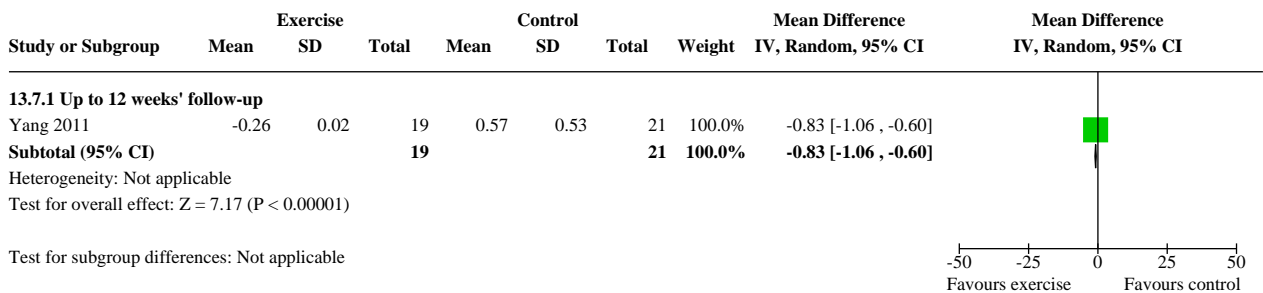 Exercise Control Mean Difference Mean Difference
Study or Subgroup Mean SD Total Mean SD Total Weight IV, Random, 95% CI IV, Random, 95% CI
13.7.1 Up to 12 weeks' follow-up
Yang 2011 -0.26 0.02 19 0.57 0.53 21 100.0% -0.83 [-1.06 , -0.60]
Subtotal (95% CI) 19 21 100.0% -0.83 [-1.06 , -0.60]
Heterogeneity: Not applicable
Test for overall effect: Z = 7.17 (P < 0.00001)
Test for subgroup differences: Not applicable
-50 -25 0 25 50
Favours exercise Favours control